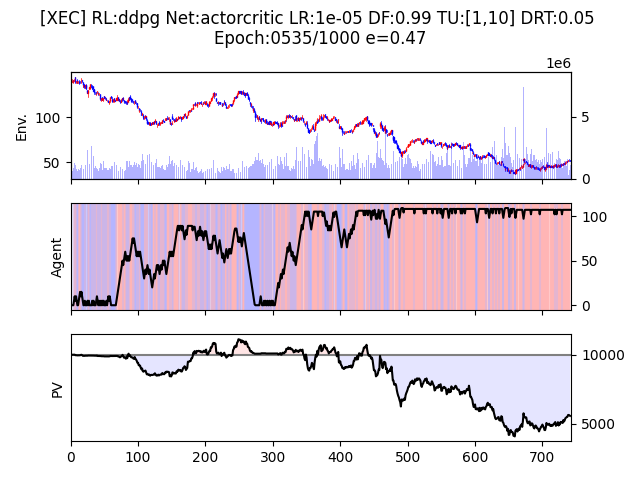 [XEC] RL:ddpg Net:actorcritic LR:1e-05 DF:0.99 TU:[1,10] DRT:0.05
Epoch:0535/1000 e=0.47
1e6
Env.
100
50
5
0
Agent
100
50
0
PV
10000
5000
0 100 200 300 400 500 600 700